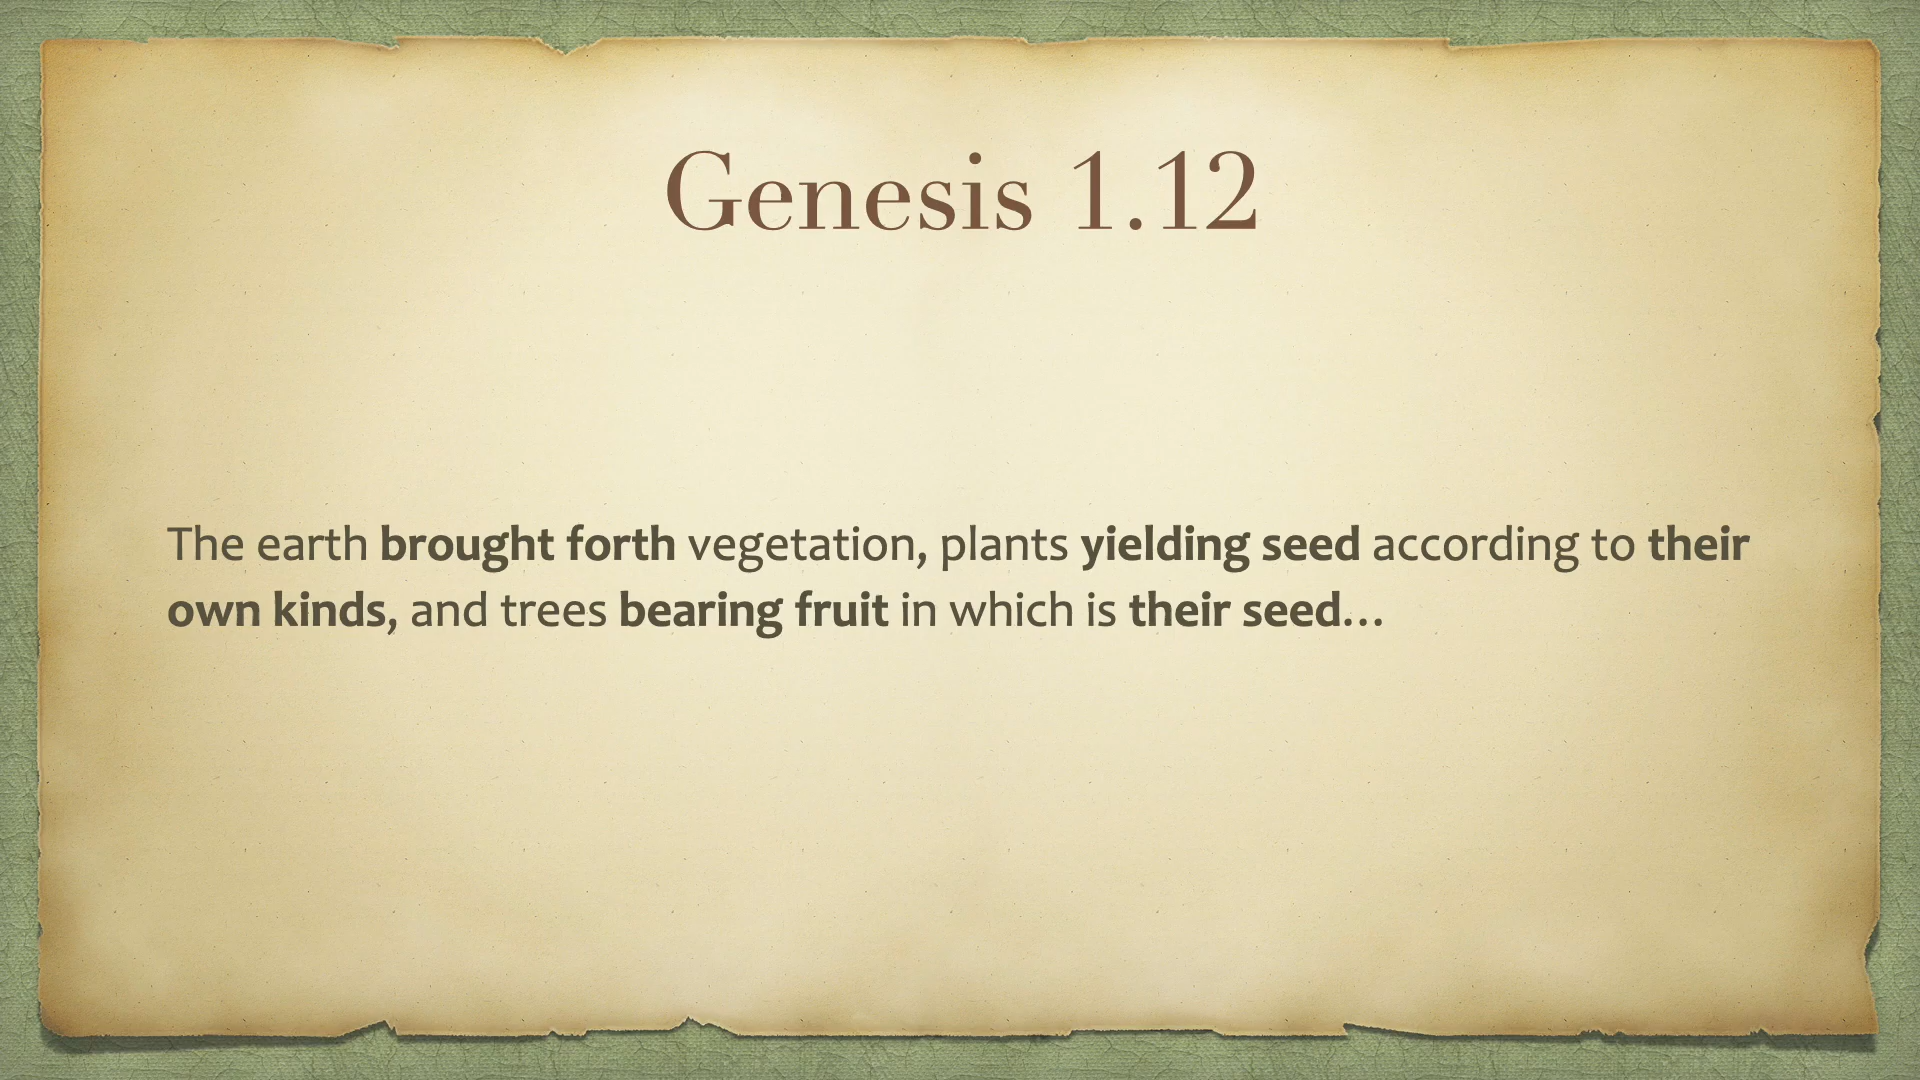 Genesis 1.12
The earth brought forth vegetation, plants yielding seed according to their
own kinds, and trees bearing fruit in which is their seed…